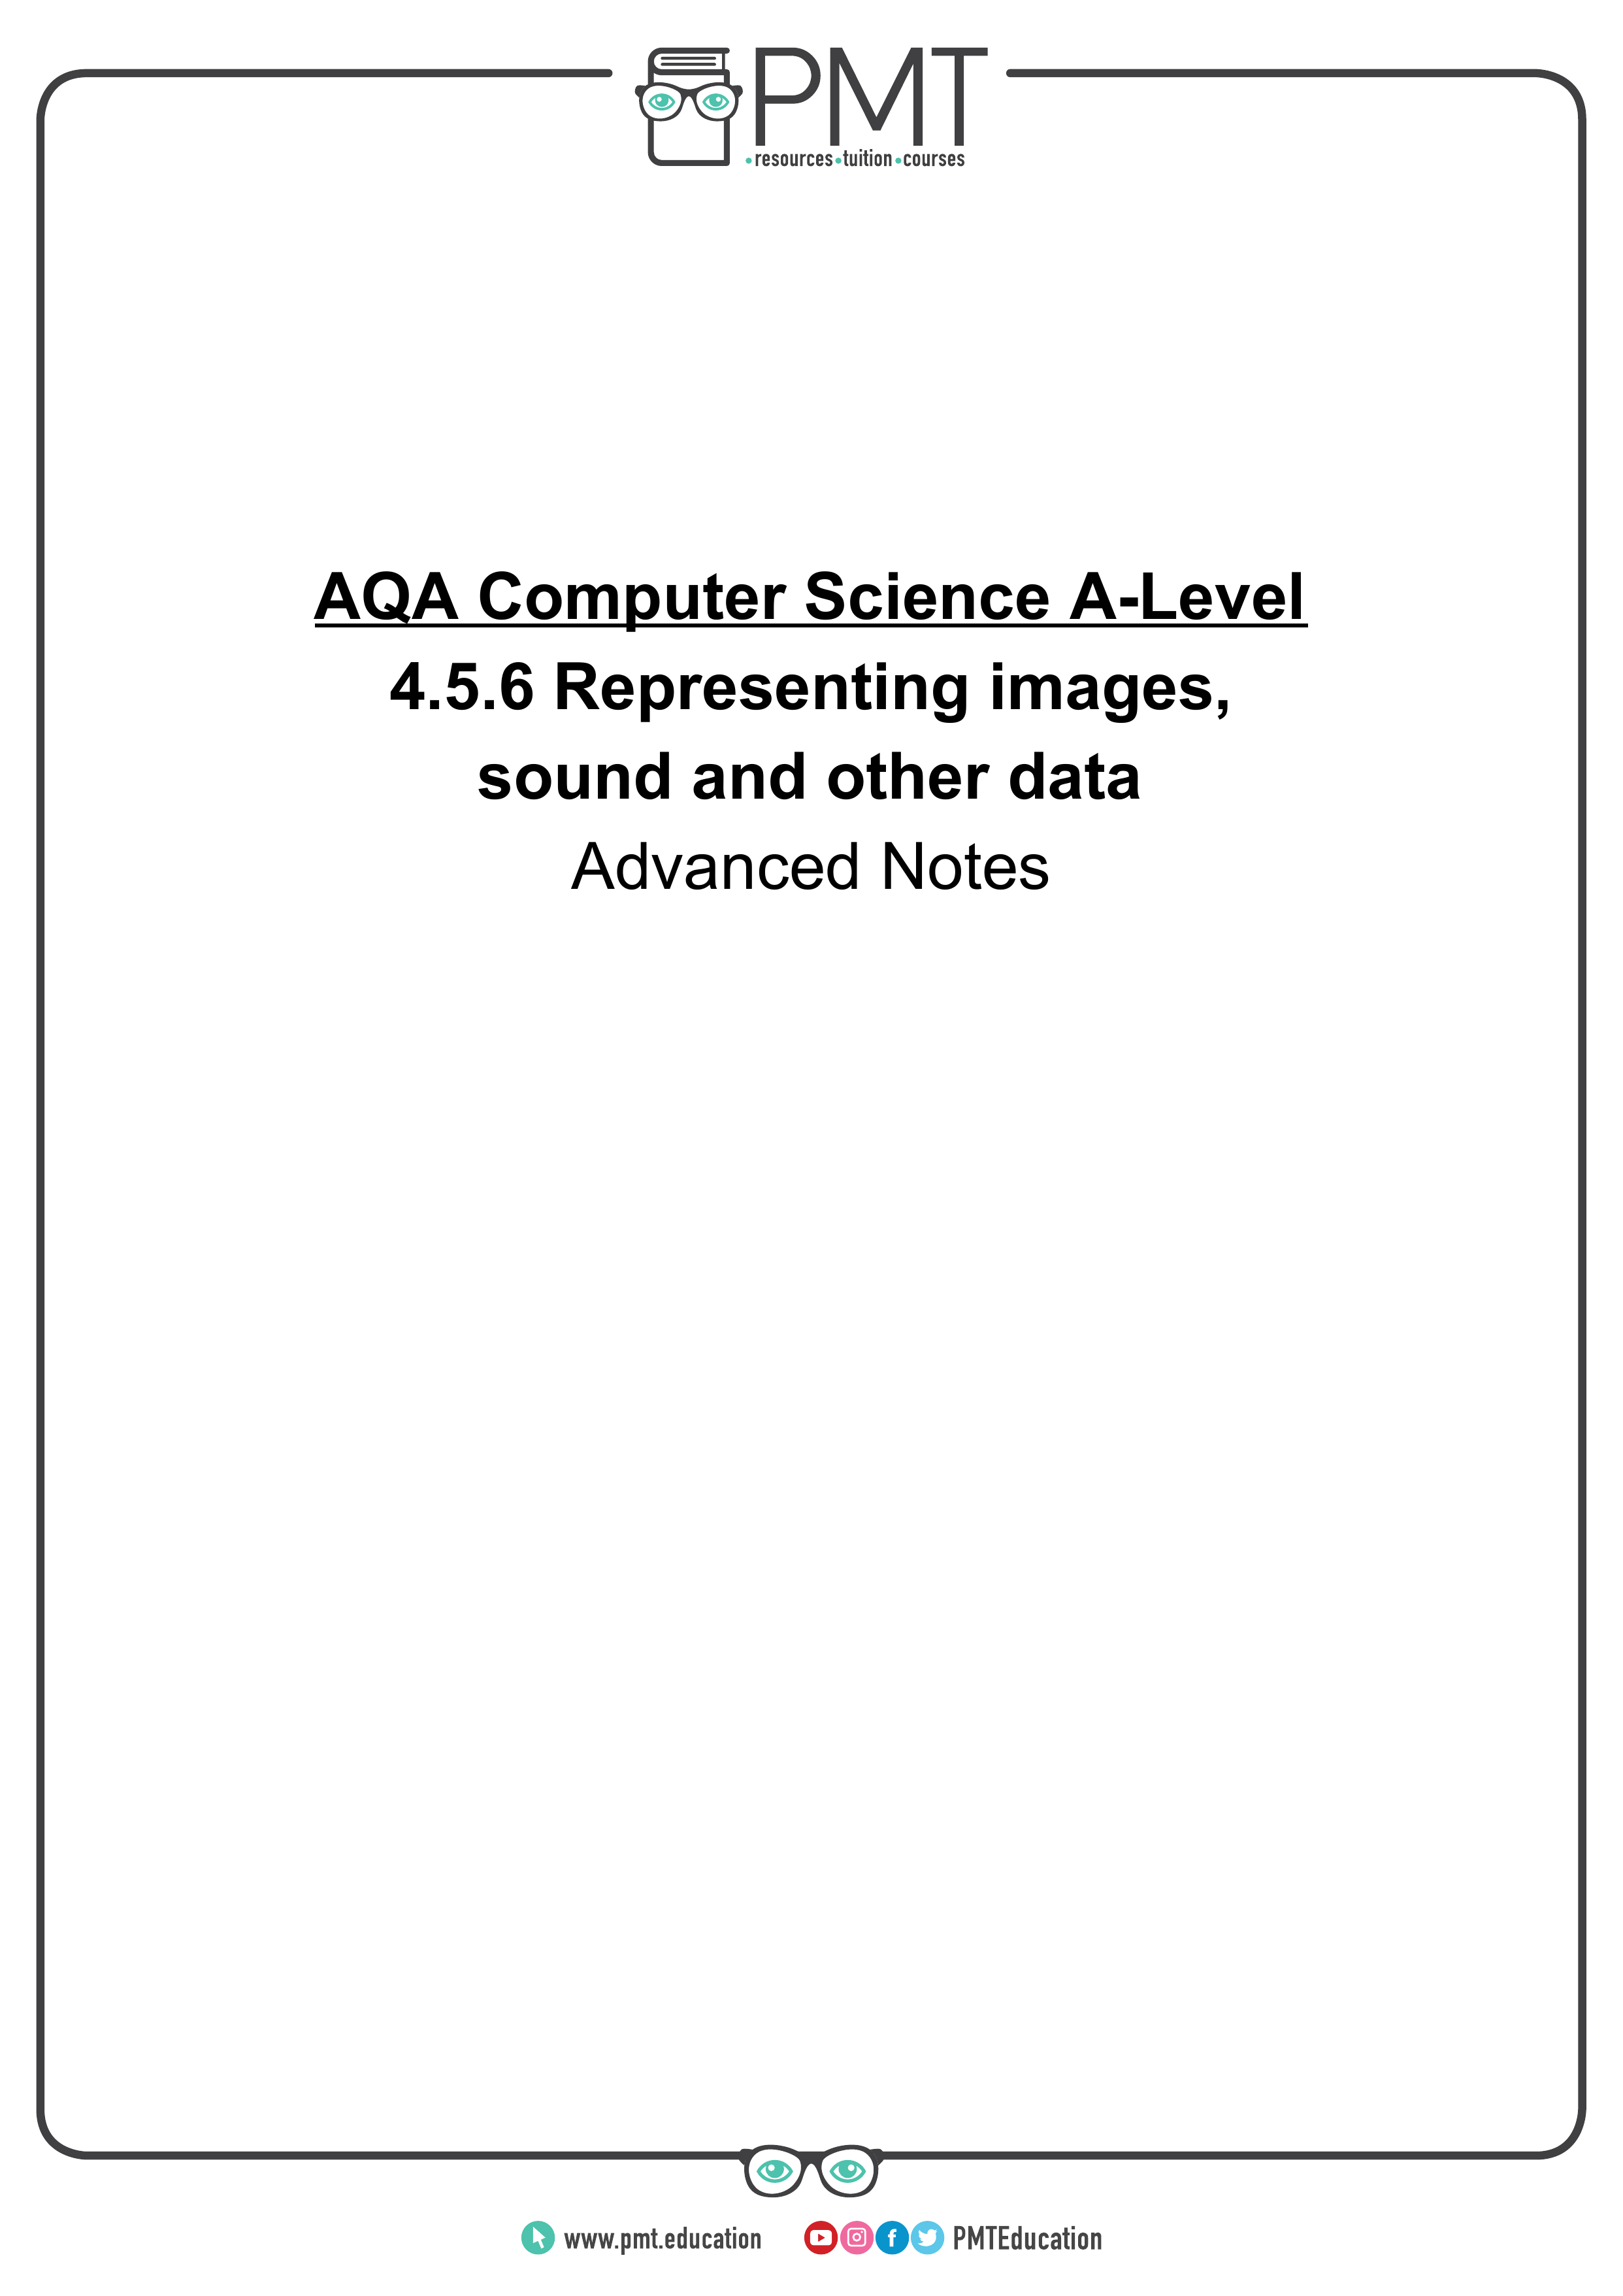 PMT
resources tuition courses
AQA Computer Science A-Level
4.5.6 Representing images,
sound and other data
Advanced Notes
www.pmt.education
PMTEducation